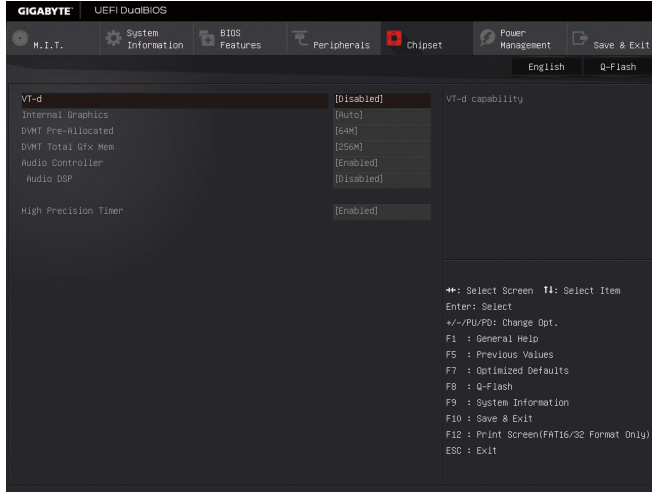 GIGABYTE™ UEFI DualBIOS
M.I.T. System Information BIOS Features Peripherals Chipset Power Management Save & Exit
English Q-Flash
VT-d [Disabled] VT-d capability
Internal Graphics [Auto]
DVMT Pre-Allocated [64M]
DVMT Total Gfx Mem [256M]
Audio Controller [Enabled]
Audio DSP [Disabled]
High Precision Timer [Enabled]
→←: Select Screen ↑↓: Select Item
Enter: Select
+/-/PU/PD: Change Opt.
F1 : General Help
F5 : Previous Values
F7 : Optimized Defaults
F8 : Q-Flash
F9 : System Information
F10 : Save & Exit
F12 : Print Screen(FAT16/32 Format Only)
ESC : Exit